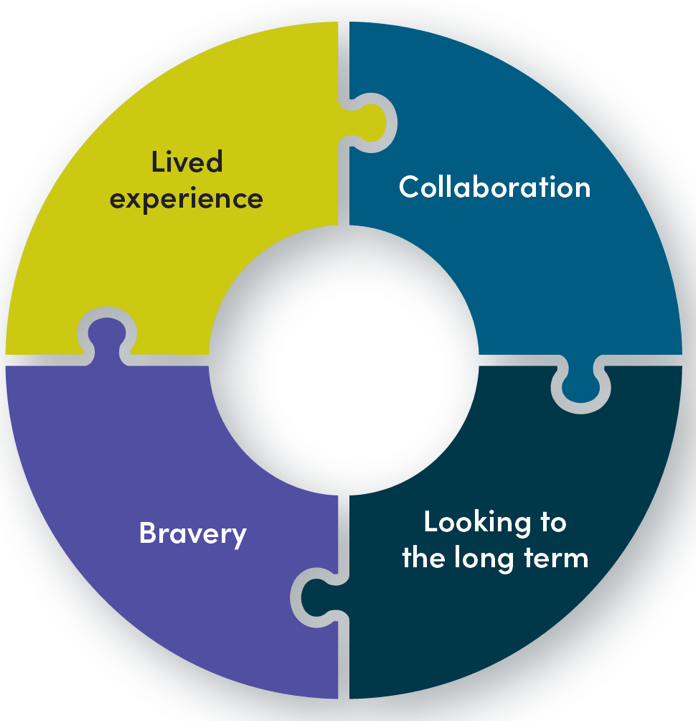 Lived
experience
Collaboration
Bravery
Looking to
the long term